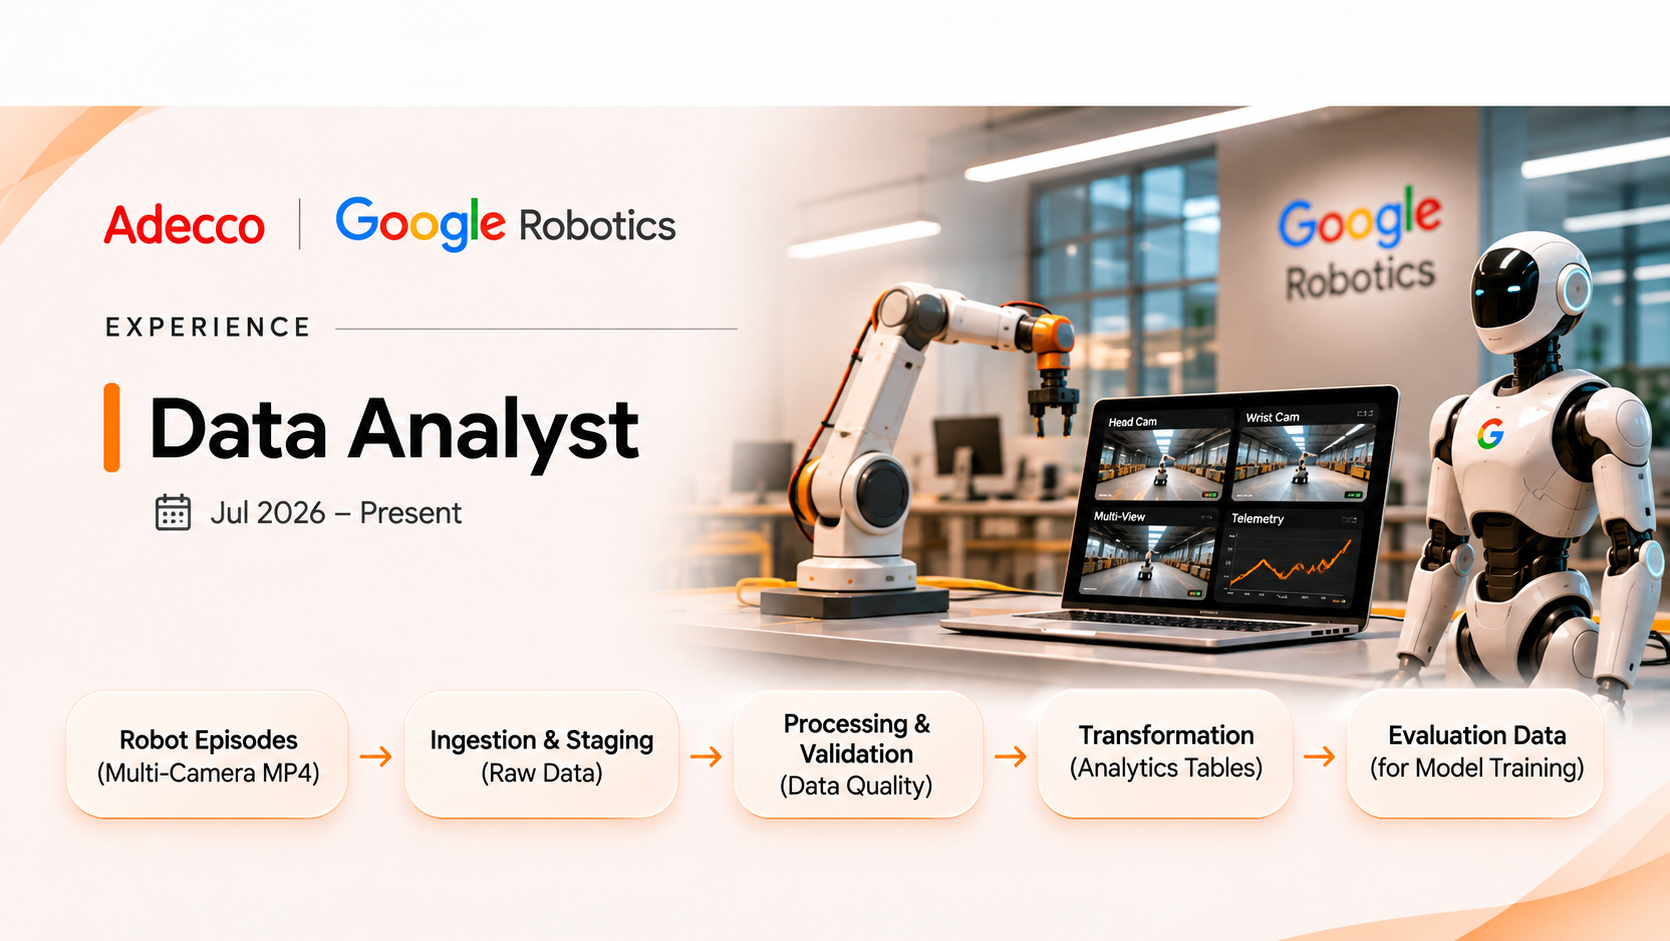 Adecco
Google Robotics
EXPERIENCE
Data Analyst
Jul 2026 – Present
Google
Robotics
Head Cam
Wrist Cam
Multi-View
Telemetry
G
Robot Episodes
(Multi-Camera MP4)
Ingestion & Staging
(Raw Data)
Processing &
Validation
(Data Quality)
Transformation
(Analytics Tables)
Evaluation Data
(for Model Training)